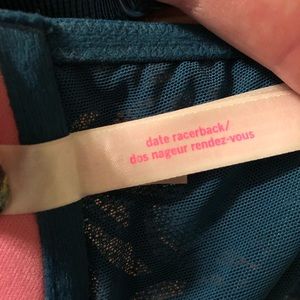 date racerback/
dos nageur rendez-vous